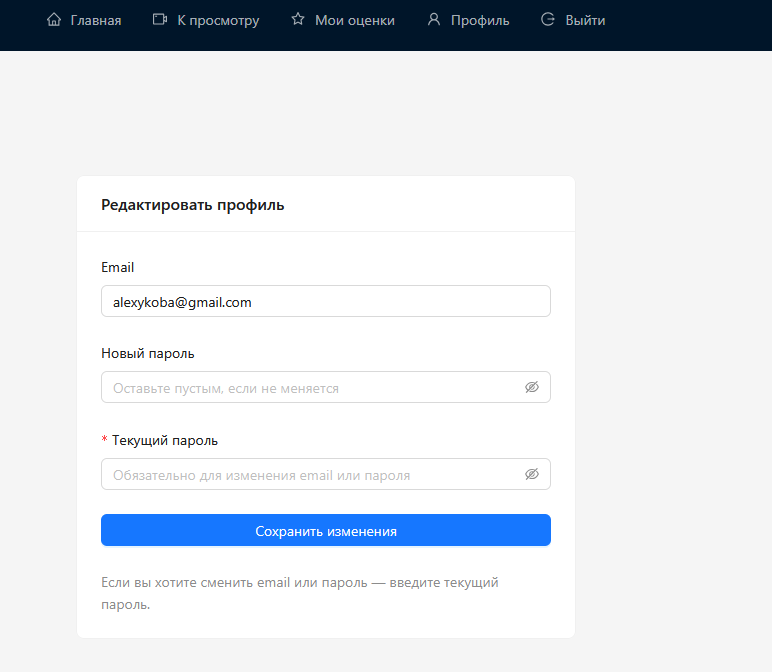 Главная К просмотру Мои оценки Профиль Выйти
Редактировать профиль
Email
alexykoba@gmail.com
Новый пароль
Оставьте пустым, если не меняется
* Текущий пароль
Обязательно для изменения email или пароля
Сохранить изменения
Если вы хотите сменить email или пароль — введите текущий
пароль.